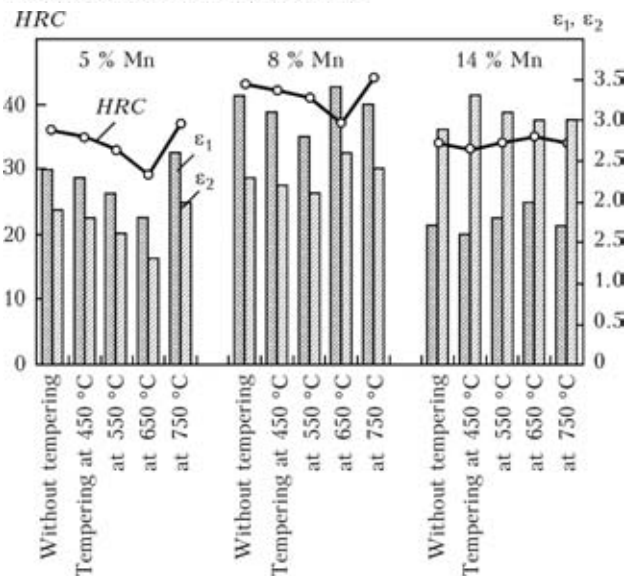 HRC
ε₁, ε₂
5 % Mn
8 % Mn
14 % Mn
HRC
ε₁
ε₂
40
30
20
10
0
3.5
3.0
2.5
2.0
2.5
1.0
0.5
0
Without tempering
Tempering at 450 °C
at 550 °C
at 650 °C
at 750 °C
Without tempering
Tempering at 450 °C
at 550 °C
at 650 °C
at 750 °C
Without tempering
Tempering at 450 °C
at 550 °C
at 650 °C
at 750 °C